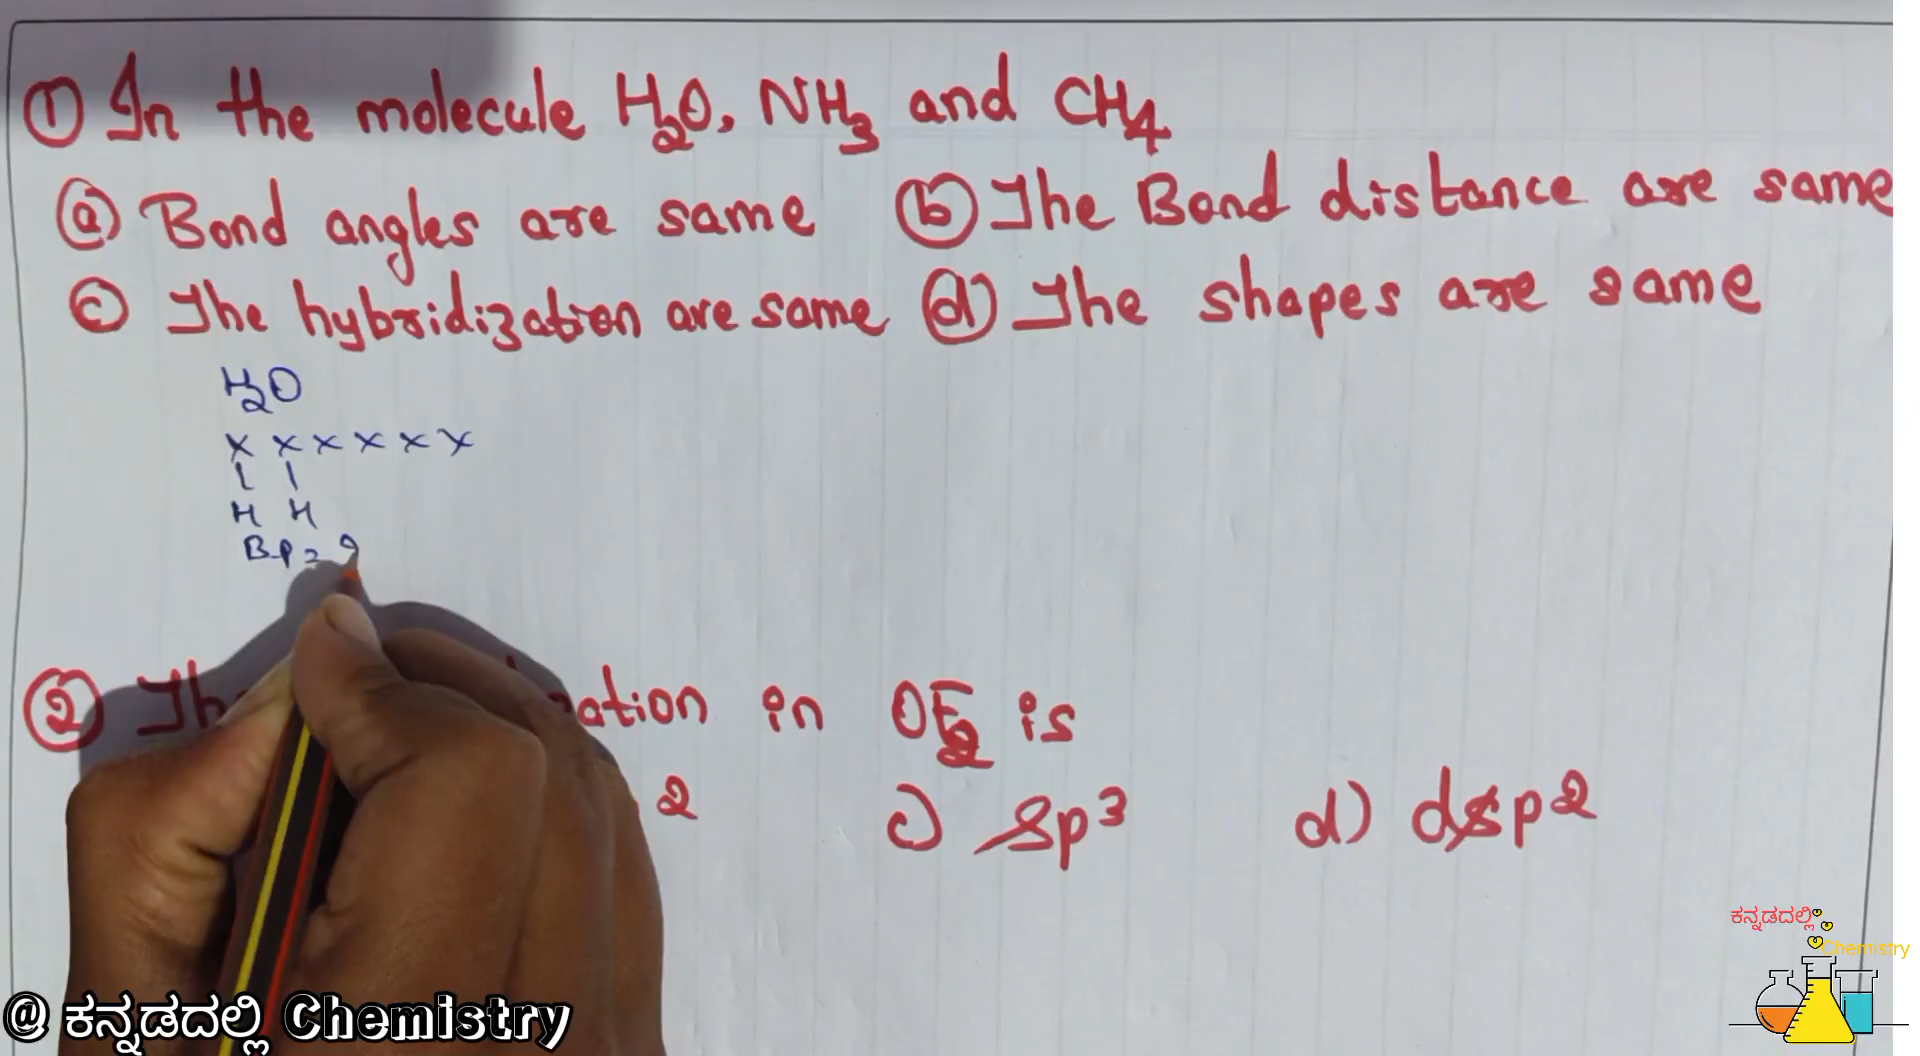 ① In the molecule H₂O, NH₃ and CH₄
ⓐ Bond angles are same ⓑ The Bond distance are same
ⓒ The hybridization are same ⓓ The shapes are same
H₂O
x x x x x x
| |
H H
B.P =
② in OF₂ is
2 c) Sp³ d) dsp²
ಕನ್ನಡದಲ್ಲಿ
Chemistry
@ ಕನ್ನಡದಲ್ಲಿ Chemistry